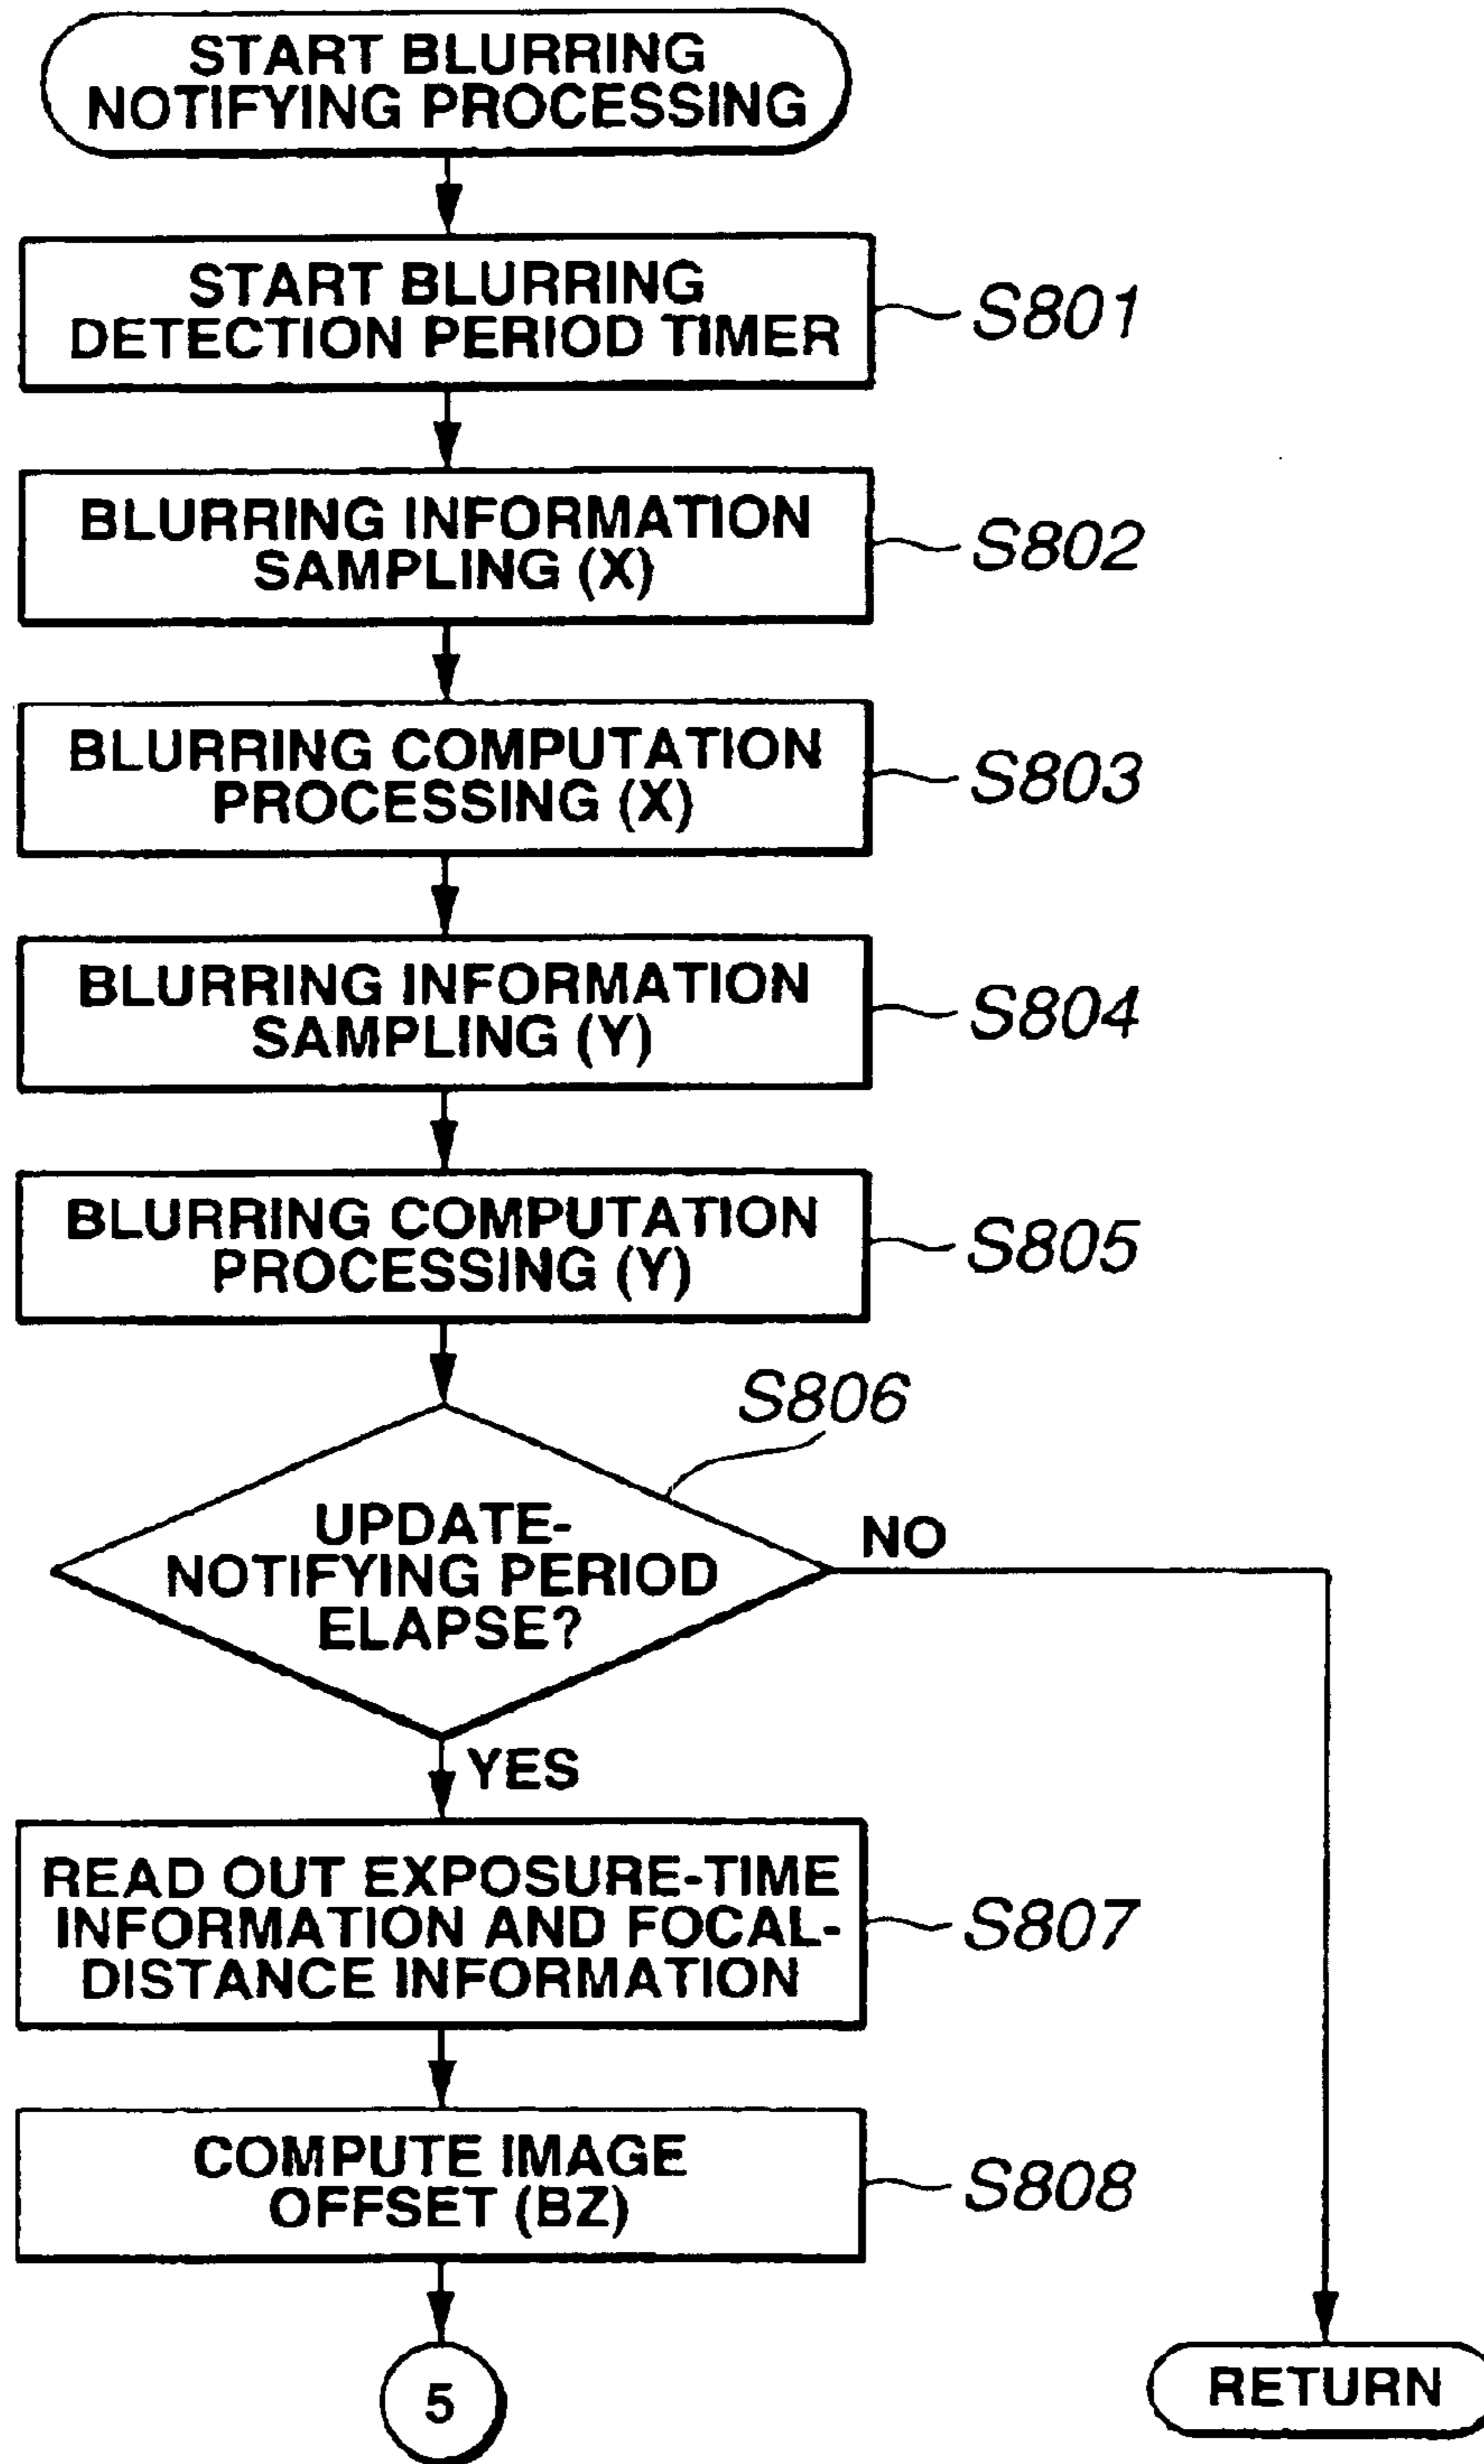 START BLURRING
NOTIFYING PROCESSING
START BLURRING
DETECTION PERIOD TIMER
S801
BLURRING INFORMATION
SAMPLING (X)
S802
BLURRING COMPUTATION
PROCESSING (X)
S803
BLURRING INFORMATION
SAMPLING (Y)
S804
BLURRING COMPUTATION
PROCESSING (Y)
S805
S806
UPDATE-
NOTIFYING PERIOD
ELAPSE?
NO
YES
READ OUT EXPOSURE-TIME
INFORMATION AND FOCAL-
DISTANCE INFORMATION
S807
COMPUTE IMAGE
OFFSET (BZ)
S808
5
RETURN